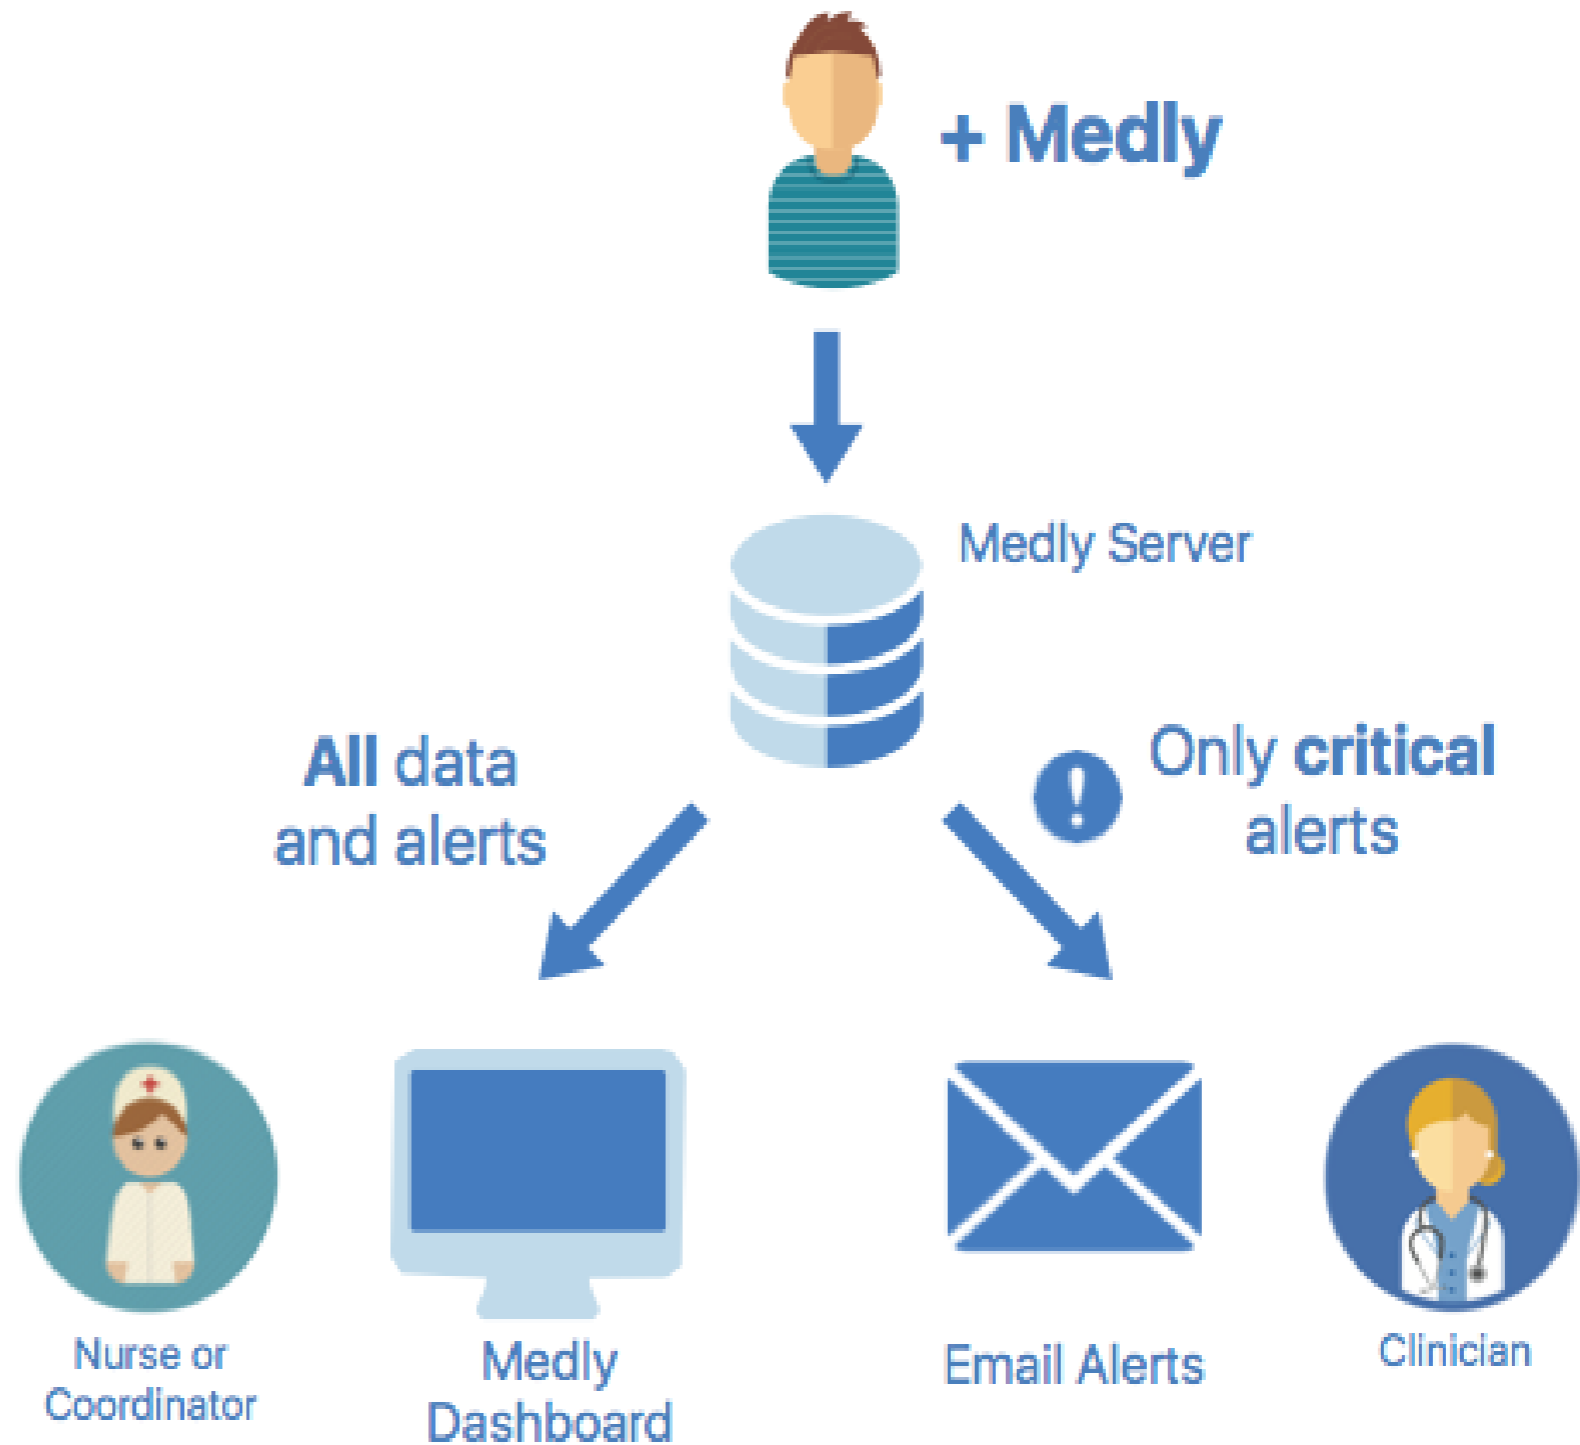 + Medly
Medly Server
All data
and alerts
Only critical
alerts
Nurse or
Coordinator
Medly
Dashboard
Email Alerts
Clinician